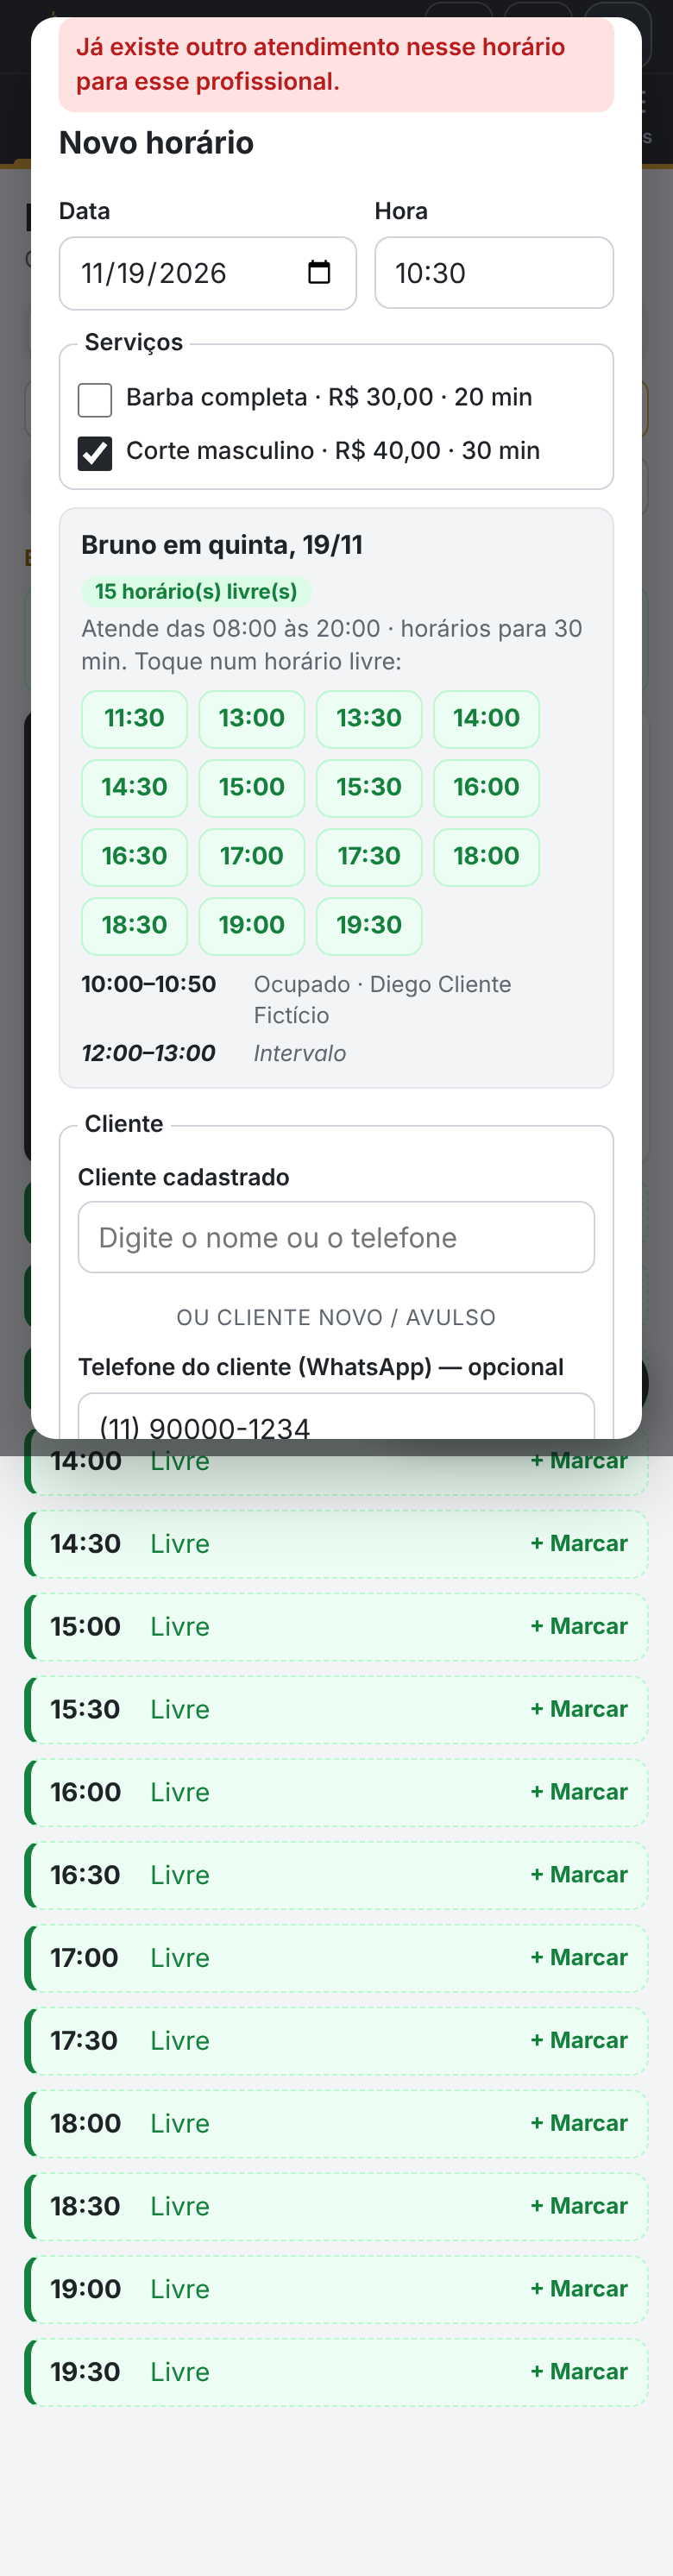 Já existe outro atendimento nesse horário
para esse profissional.
Novo horário
Data Hora
11/19/2026 10:30
Serviços
Barba completa · R$ 30,00 · 20 min
Corte masculino · R$ 40,00 · 30 min
Bruno em quinta, 19/11
15 horário(s) livre(s)
Atende das 08:00 às 20:00 · horários para 30
min. Toque num horário livre:
11:30 13:00 13:30 14:00
14:30 15:00 15:30 16:00
16:30 17:00 17:30 18:00
18:30 19:00 19:30
10:00–10:50 Ocupado · Diego Cliente
Fictício
12:00–13:00 Intervalo
Cliente
Cliente cadastrado
Digite o nome ou o telefone
OU CLIENTE NOVO / AVULSO
Telefone do cliente (WhatsApp) — opcional
(11) 90000-1234
14:00 Livre + Marcar
14:30 Livre + Marcar
15:00 Livre + Marcar
15:30 Livre + Marcar
16:00 Livre + Marcar
16:30 Livre + Marcar
17:00 Livre + Marcar
17:30 Livre + Marcar
18:00 Livre + Marcar
18:30 Livre + Marcar
19:00 Livre + Marcar
19:30 Livre + Marcar